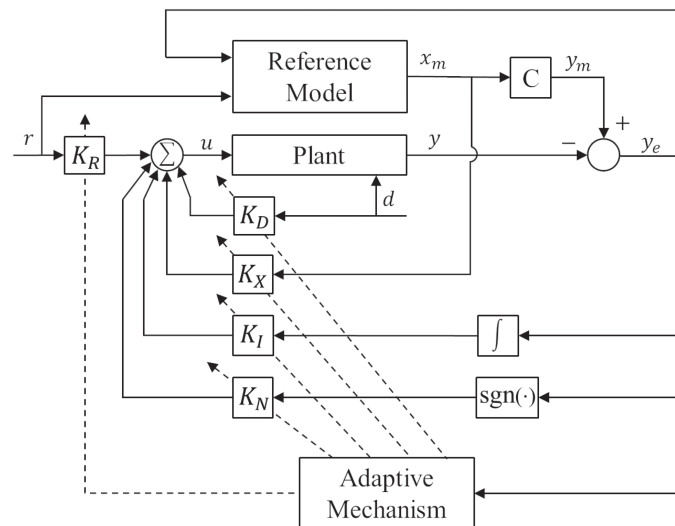 Reference
Model
x_m
C
y_m
r
K_R
Σ
u
Plant
y
−
+
y_e
d
K_D
K_X
K_I
∫
K_N
sgn(·)
Adaptive
Mechanism